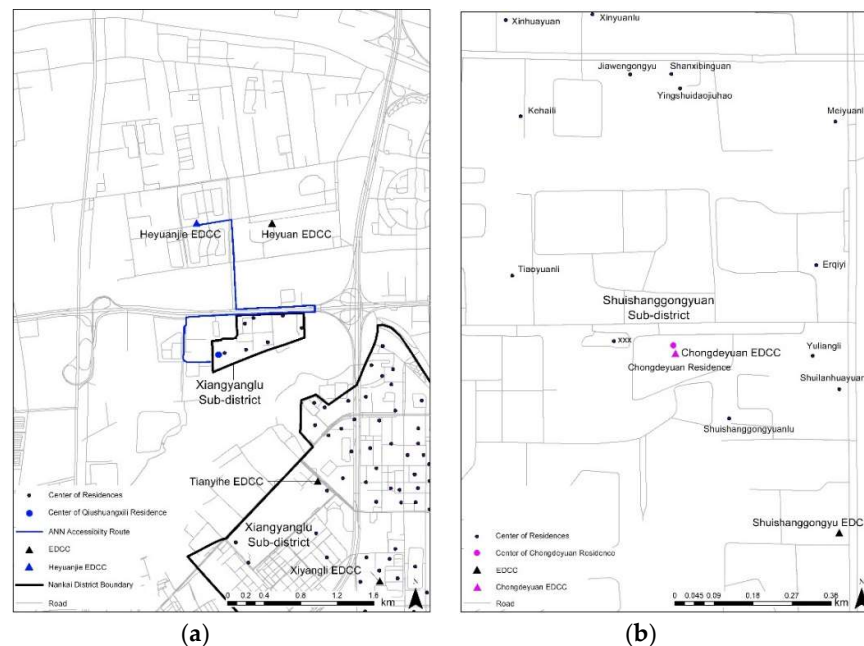 Heyuanjie EDCC
Heyuan EDCC
Xiangyanglu
Sub-district
Tianyihe EDCC
Xiangyanglu
Sub-district
Xiyangli EDCC
Center of Residences
Center of Qiushuangxili Residence
ANN Accessibility Route
EDCC
Heyuanjie EDCC
Nankai District Boundary
Road
0 0.2 0.4 0.8 1.2 1.6
km
N
(a)
Xinhuayuan
Xinyuanlu
Jiawengongyu
Shanxibinguan
Yingshuidaojiuhao
Kehaili
Meiyuanli
Tiaoyuanli
Erqiyi
Shuishanggongyuan
Sub-district
xxx
Chongdeyuan EDCC
Chongdeyuan Residence
Yuliangli
Shuilanhuayuan
Shuishanggongyuanlu
Shuishanggongyu EDC
Center of Residences
Center of Chongdeyuan Residence
EDCC
Chongdeyuan EDCC
Road
0 0.045 0.09 0.18 0.27 0.36
km
N
(b)